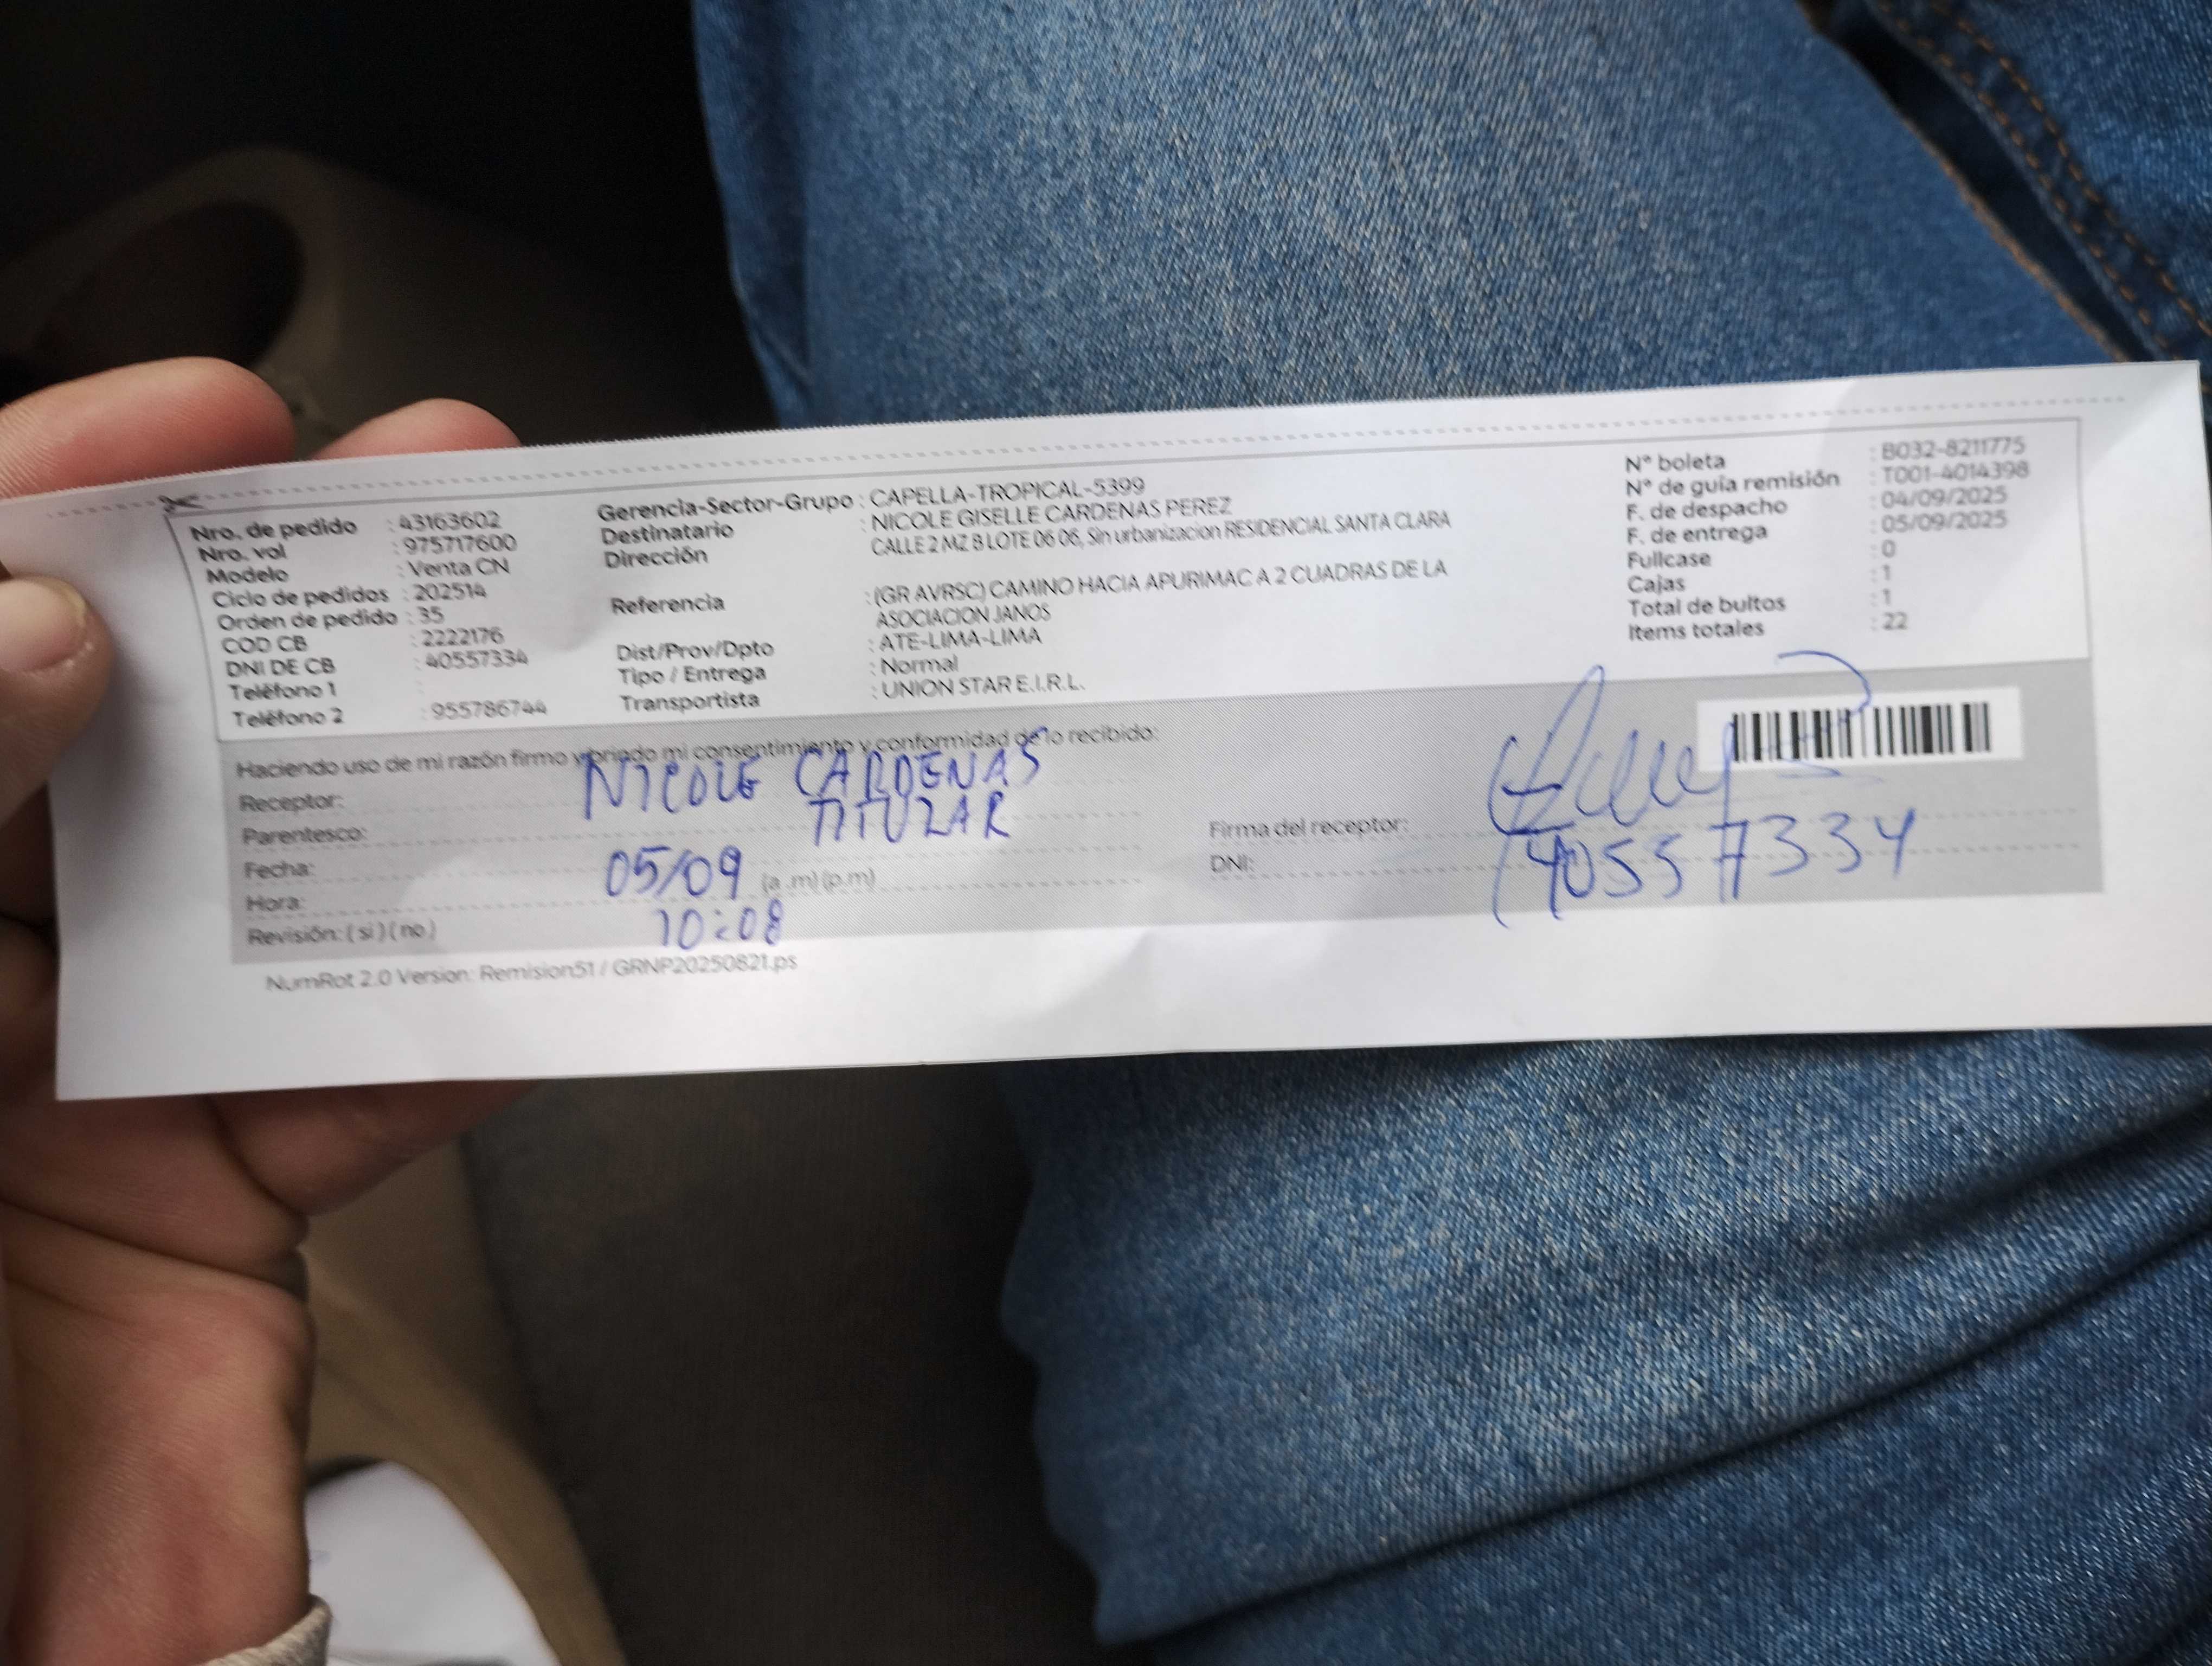 Nro. de pedido : 43163602
Nro. vol : 975717600
Modelo : Venta CN
Ciclo de pedidos : 202514
Orden de pedido : 35
COD CB : 2222176
DNI DE CB : 40557334
Teléfono 1 :
Teléfono 2 : 955786744
Gerencia-Sector-Grupo : CAPELLA-TROPICAL-5399
Destinatario : NICOLE GISELLE CARDENAS PEREZ
Dirección CALLE 2 MZ B LOTE 06 06, Sin urbanizacion RESIDENCIAL SANTA CLARA
Referencia : (GR AVRSC) CAMINO HACIA APURIMAC A 2 CUADRAS DE LA
ASOCIACION JANOS
Dist/Prov/Dpto : ATE-LIMA-LIMA
Tipo / Entrega : Normal
Transportista : UNION STAR E.I.R.L.
N° boleta : B032-8211775
N° de guía remisión : T001-4014398
F. de despacho : 04/09/2025
F. de entrega : 05/09/2025
Fullcase : 0
Cajas : 1
Total de bultos : 1
Items totales : 22
Haciendo uso de mi razón firmo y brindo mi consentimiento y conformidad de lo recibido:
Receptor: NICOLE CARDENAS
Parentesco: TITULAR
Fecha: 05/09
Hora: (a .m) (p.m) 10:08
Revisión: ( si ) ( no )
Firma del receptor:
DNI: 40557334
NumRot 2.0 Version: Remision51 / GRNP20250821.ps